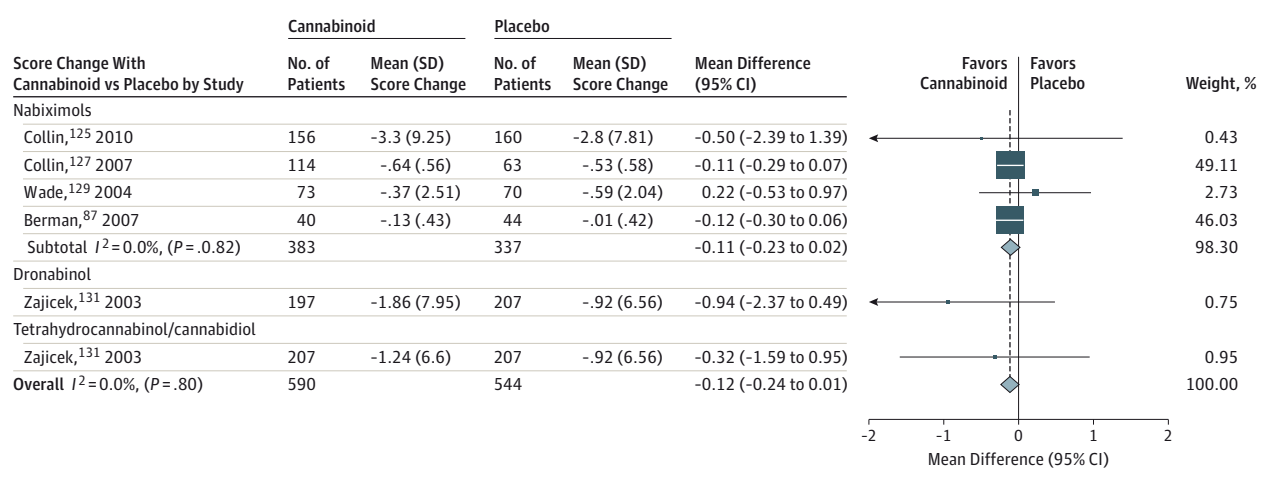 Cannabinoid Placebo
Score Change With No. of Mean (SD) No. of Mean (SD) Mean Difference Favors Favors
Cannabinoid vs Placebo by Study Patients Score Change Patients Score Change (95% CI) Cannabinoid Placebo Weight, %
Nabiximols
Collin,125 2010 156 -3.3 (9.25) 160 -2.8 (7.81) -0.50 (-2.39 to 1.39) 0.43
Collin,127 2007 114 -.64 (.56) 63 -.53 (.58) -0.11 (-0.29 to 0.07) 49.11
Wade,129 2004 73 -.37 (2.51) 70 -.59 (2.04) 0.22 (-0.53 to 0.97) 2.73
Berman,87 2007 40 -.13 (.43) 44 -.01 (.42) -0.12 (-0.30 to 0.06) 46.03
Subtotal I2=0.0%, (P=.0.82) 383 337 -0.11 (-0.23 to 0.02) 98.30
Dronabinol
Zajicek,131 2003 197 -1.86 (7.95) 207 -.92 (6.56) -0.94 (-2.37 to 0.49) 0.75
Tetrahydrocannabinol/cannabidiol
Zajicek,131 2003 207 -1.24 (6.6) 207 -.92 (6.56) -0.32 (-1.59 to 0.95) 0.95
Overall I2=0.0%, (P=.80) 590 544 -0.12 (-0.24 to 0.01) 100.00
-2 -1 0 1 2
Mean Difference (95% CI)